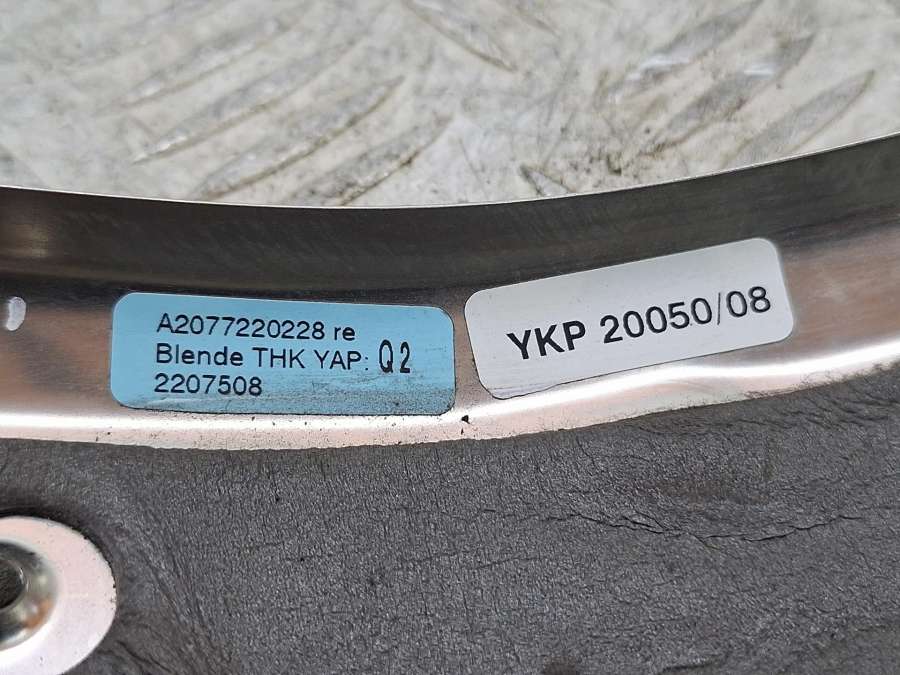 A2077220228 re
Blende THK YAP: Q2
2207508
YKP 20050/08